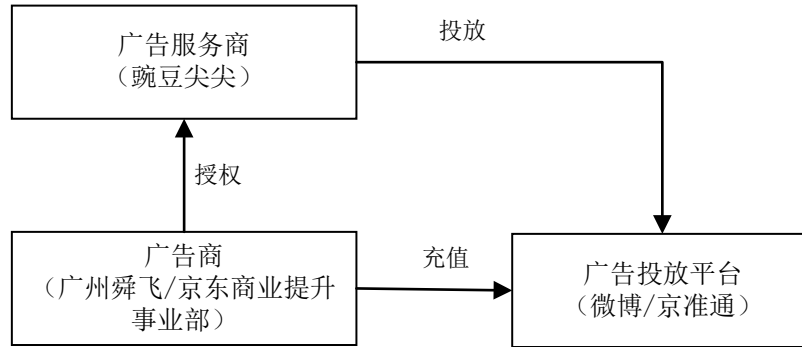 广告服务商
（豌豆尖尖）
投放
授权
广告商
（广州舜飞/京东商业提升
事业部）
充值
广告投放平台
（微博/京准通）